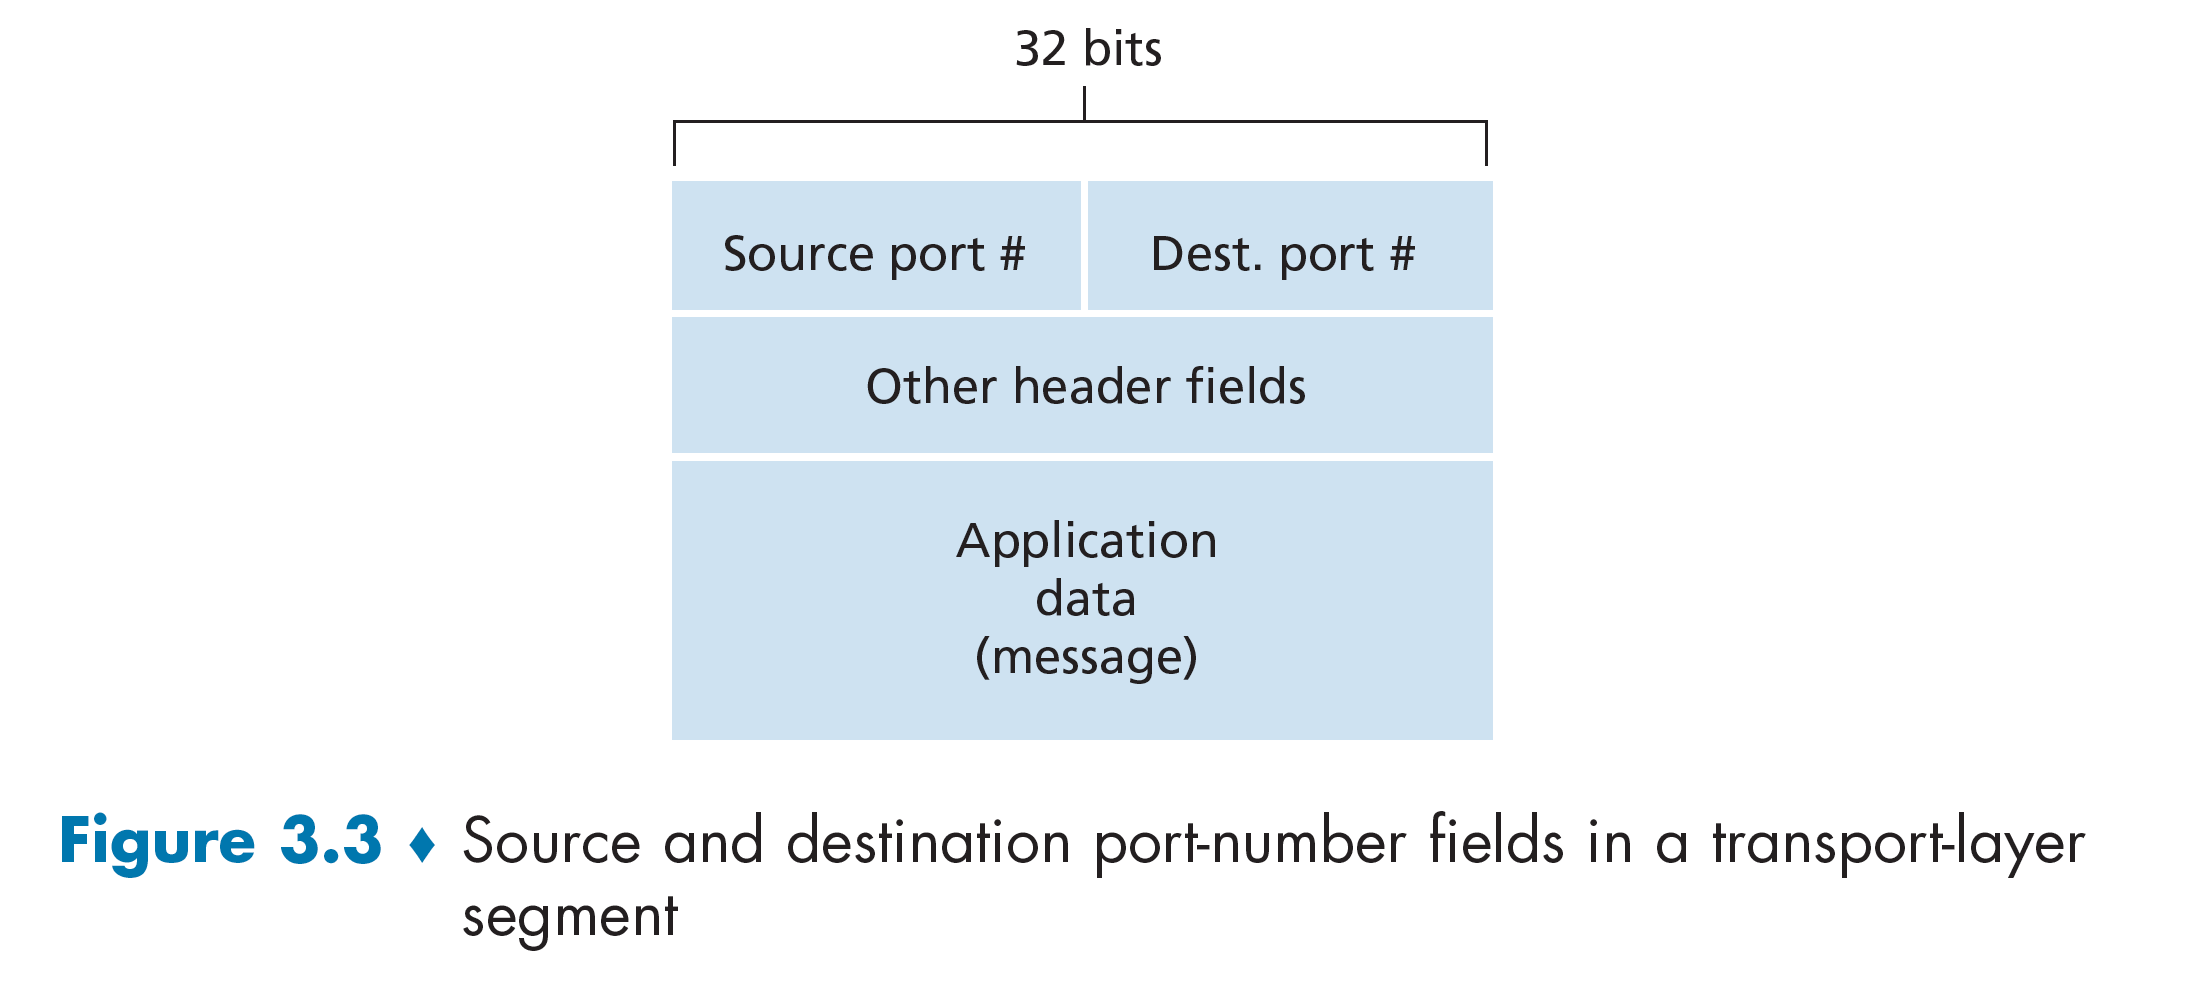 32 bits
Source port #
Dest. port #
Other header fields
Application
data
(message)
Figure 3.3 ♦ Source and destination port-number fields in a transport-layer
segment